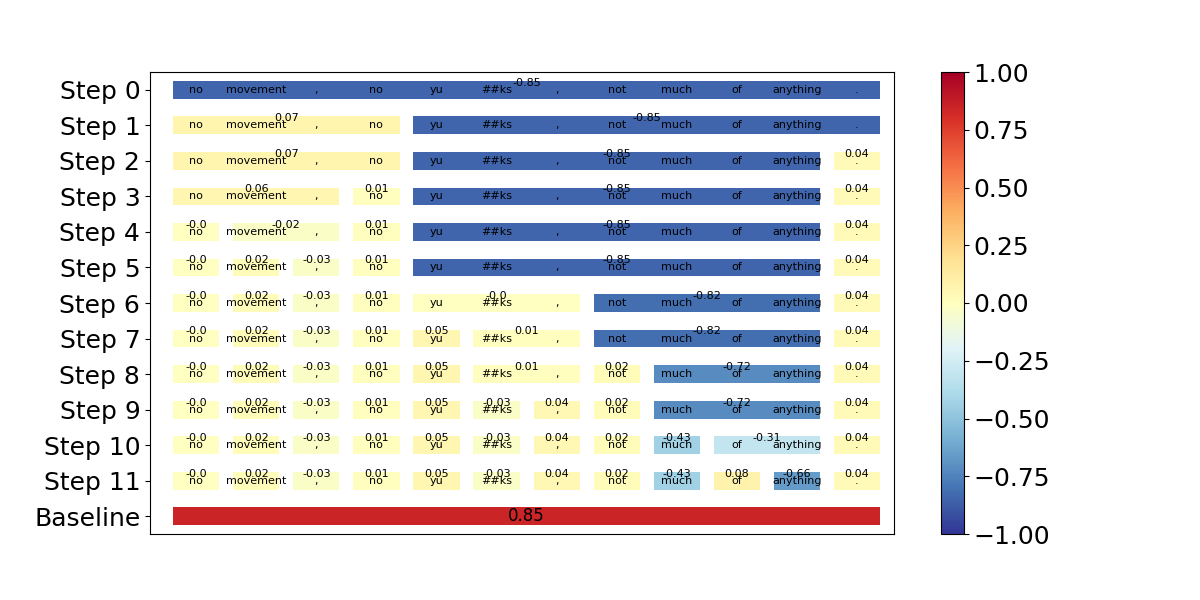 -0.85
Step 0 no movement , no yu ##ks , not much of anything .
0.07 -0.85
Step 1 no movement , no yu ##ks , not much of anything .
0.07 -0.85 0.04
Step 2 no movement , no yu ##ks , not much of anything .
0.06 0.01 -0.85 0.04
Step 3 no movement , no yu ##ks , not much of anything .
-0.0 -0.02 0.01 -0.85 0.04
Step 4 no movement , no yu ##ks , not much of anything .
-0.0 0.02 -0.03 0.01 -0.85 0.04
Step 5 no movement , no yu ##ks , not much of anything .
-0.0 0.02 -0.03 0.01 -0.0 -0.82 0.04
Step 6 no movement , no yu ##ks , not much of anything .
-0.0 0.02 -0.03 0.01 0.05 0.01 -0.82 0.04
Step 7 no movement , no yu ##ks , not much of anything .
-0.0 0.02 -0.03 0.01 0.05 0.01 0.02 -0.72 0.04
Step 8 no movement , no yu ##ks , not much of anything .
-0.0 0.02 -0.03 0.01 0.05 -0.03 0.04 0.02 -0.72 0.04
Step 9 no movement , no yu ##ks , not much of anything .
-0.0 0.02 -0.03 0.01 0.05 -0.03 0.04 0.02 -0.43 -0.31 0.04
Step 10 no movement , no yu ##ks , not much of anything .
-0.0 0.02 -0.03 0.01 0.05 -0.03 0.04 0.02 -0.43 0.08 -0.66 0.04
Step 11 no movement , no yu ##ks , not much of anything .
Baseline 0.85
1.00
0.75
0.50
0.25
0.00
−0.25
−0.50
−0.75
−1.00